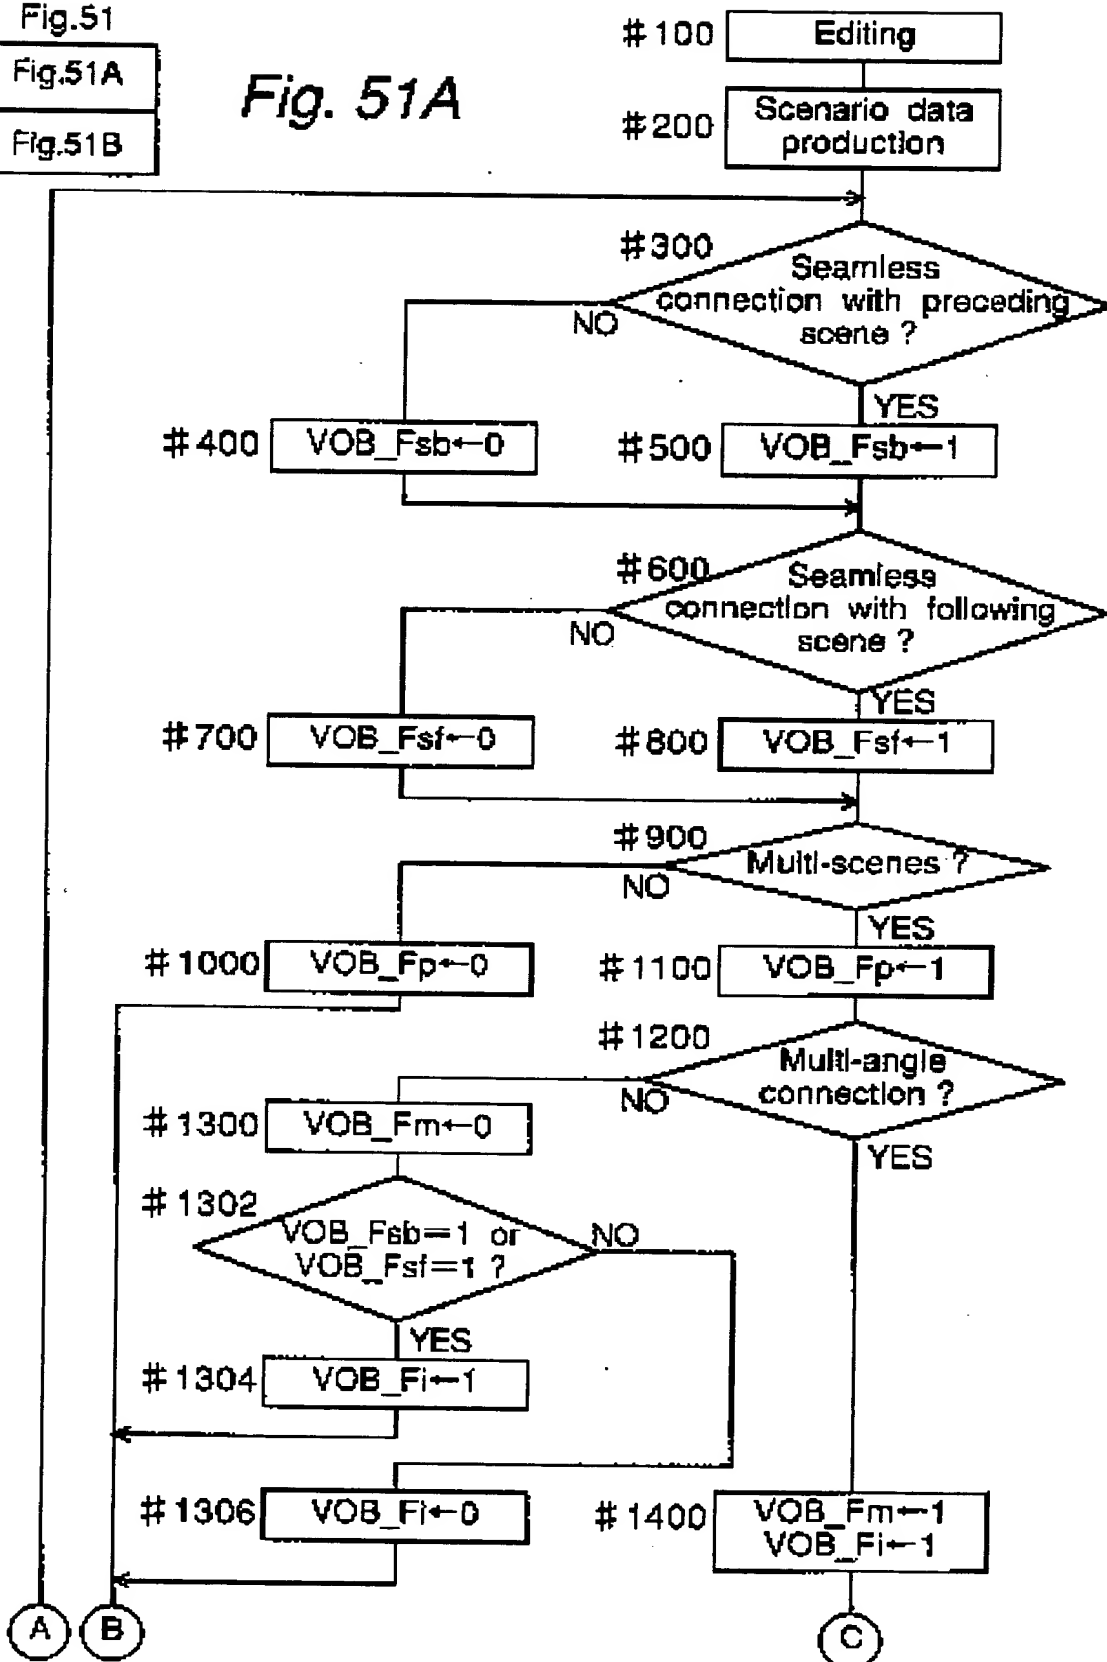 Fig.51
Fig.51A
Fig.51B
Fig. 51A
#100
Editing
#200
Scenario data
production
#300
Seamless
connection with preceding
scene ?
NO
YES
#400
VOB_Fsb←0
#500
VOB_Fsb←1
#600
Seamless
connection with following
scene ?
NO
YES
#700
VOB_Fsf←0
#800
VOB_Fsf←1
#900
Multi-scenes ?
NO
YES
#1000
VOB_Fp←0
#1100
VOB_Fp←1
#1200
Multi-angle
connection ?
NO
YES
#1300
VOB_Fm←0
#1302
VOB_Fsb=1 or
VOB_Fsf=1 ?
NO
YES
#1304
VOB_Fi←1
#1306
VOB_Fi←0
#1400
VOB_Fm←1
VOB_Fi←1
A
B
C